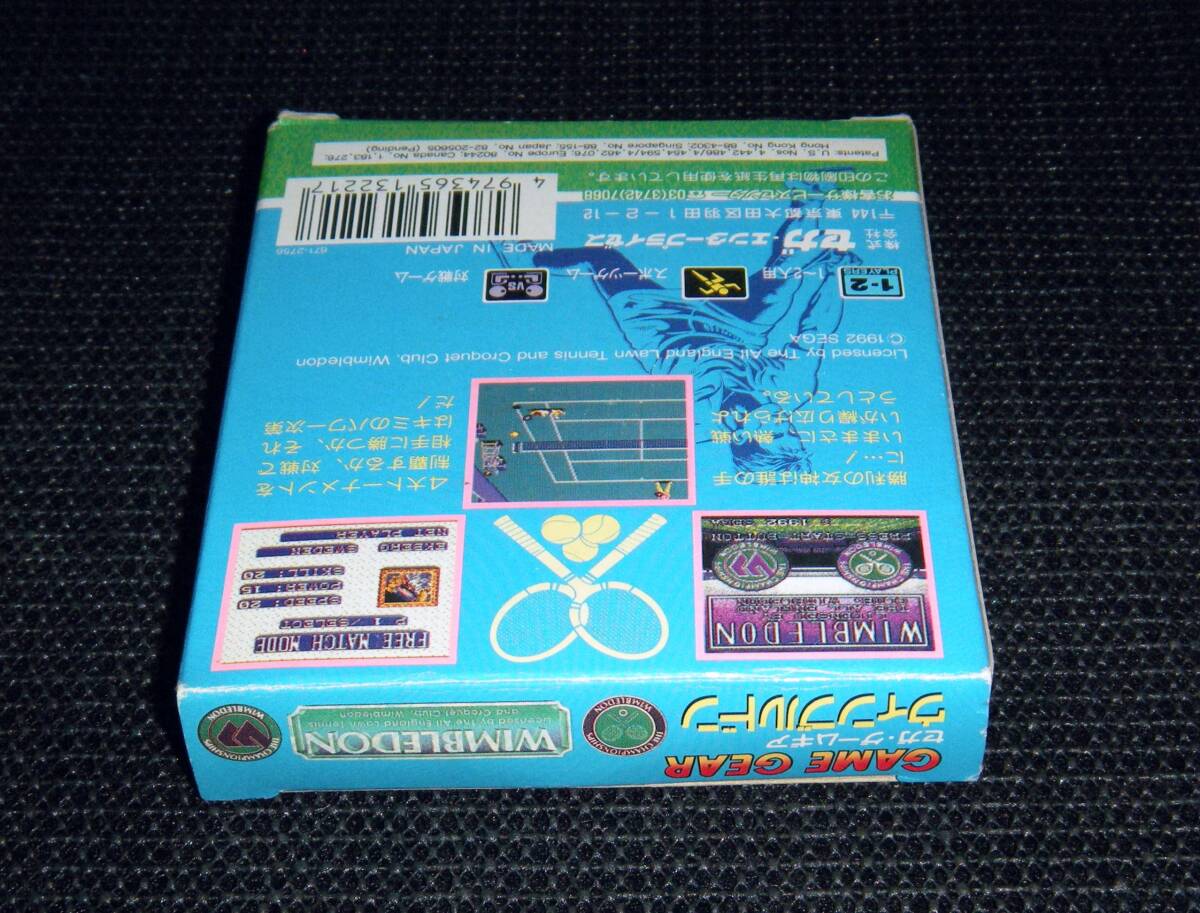 GAME GEAR
セガ・ゲームギア
ウィンブルドン
THE CHAMPIONSHIPS
WIMBLEDON
WIMBLEDON
Licensed by The All England Lawn Tennis
and Croquet Club, Wimbledon
THE CHAMPIONSHIPS
WIMBLEDON
WIMBLEDON
PRESS START BUTTON
1992 SEGA
FREE MATCH MODE
P 1/SELECT
SPEED: 20
POWER: 15
SKILL: 20
EKBERG
SVEDEN
NET PLAYER
勝利の女神は誰の手
に…!
いままさに、熱い戦
いが繰り広げられよ
うとしている。
4大トーナメントを
制覇するか、対戦で
相手に勝つか、それ
はキミのパワー次第
だ!
Licensed by The All England Lawn Tennis and Croquet Club, Wimbledon
©1992 SEGA
1-2
PLAYERS
1〜2人用
スポーツゲーム
VS
対戦ゲーム
株式会社 セガ・エンタープライゼス
〒144 東京都大田区羽田1-2-12
お客様サービスセンター ☎03(3742)7068
この印刷物は再生紙を使用しています。
MADE IN JAPAN
671-2756
4 974365 132217
Patents: U.S. Nos. 4,442,486/4,454,594/4,462,076; Europe No. 80244; Canada No. 1,183,276;
Hong Kong No. 88-4302; Singapore No. 88-155; Japan No. 82-205605 (Pending)